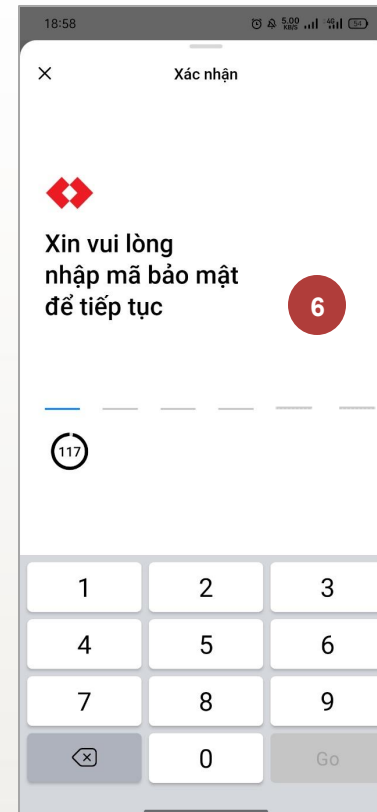 18:58 5.00 KB/S 4G 54
Xác nhận
Xin vui lòng
nhập mã bảo mật
để tiếp tục
6
117
1 2 3
4 5 6
7 8 9
0 Go